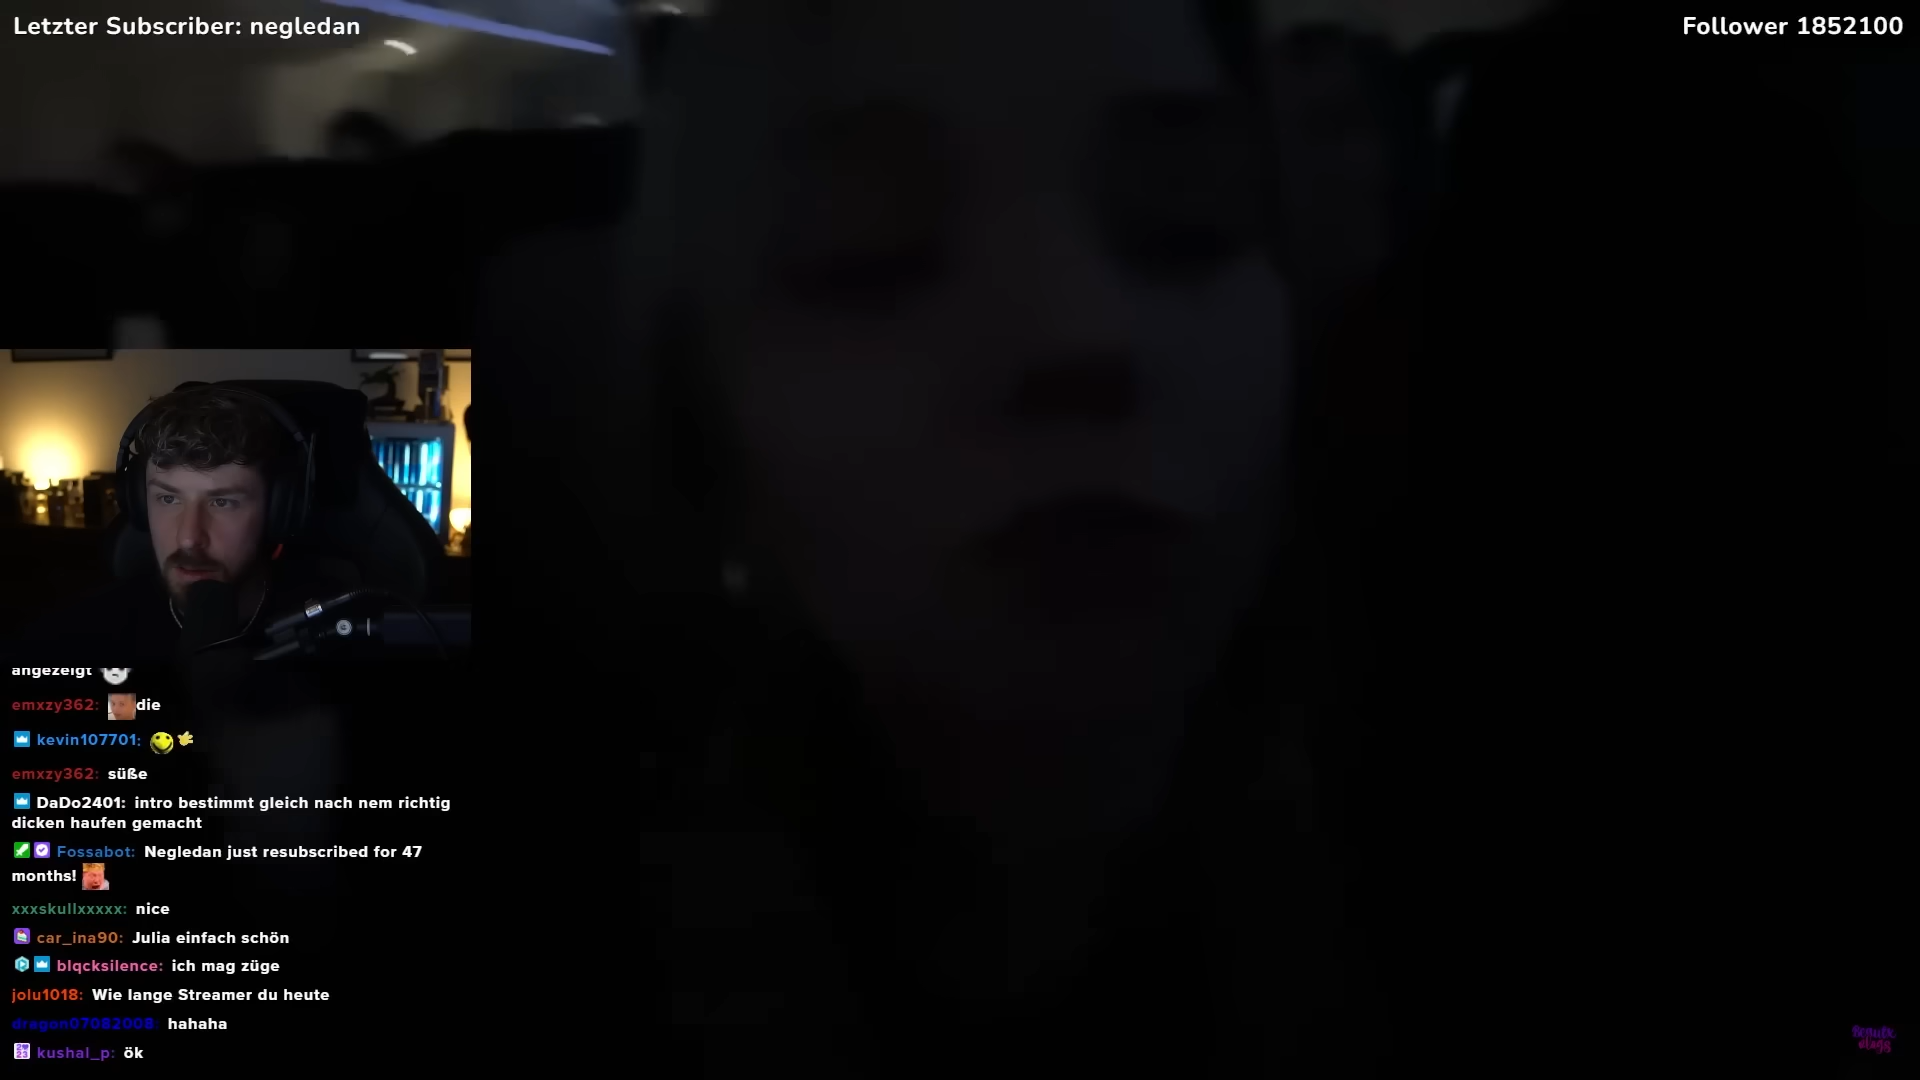 Letzter Subscriber: negledan
Follower 1852100
angezeigt
emxzy362: die
kevin107701:
emxzy362: süße
DaDo2401: intro bestimmt gleich nach nem richtig
dicken haufen gemacht
Fossabot: Negledan just resubscribed for 47
months!
xxxskullxxxxx: nice
car_ina90: Julia einfach schön
blqcksilence: ich mag züge
jolu1018: Wie lange Streamer du heute
dragon07082008: hahaha
kushal_p: ök